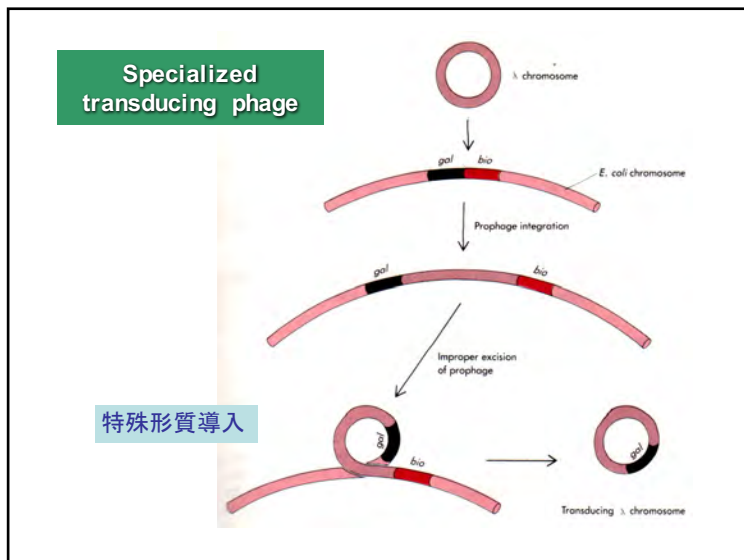 Specialized
transducing phage
λ chromosome
gal bio
E. coli chromosome
Prophage integration
gal
bio
Improper excision
of prophage
特殊形質導入
gal
bio
gal
Transducing λ chromosome